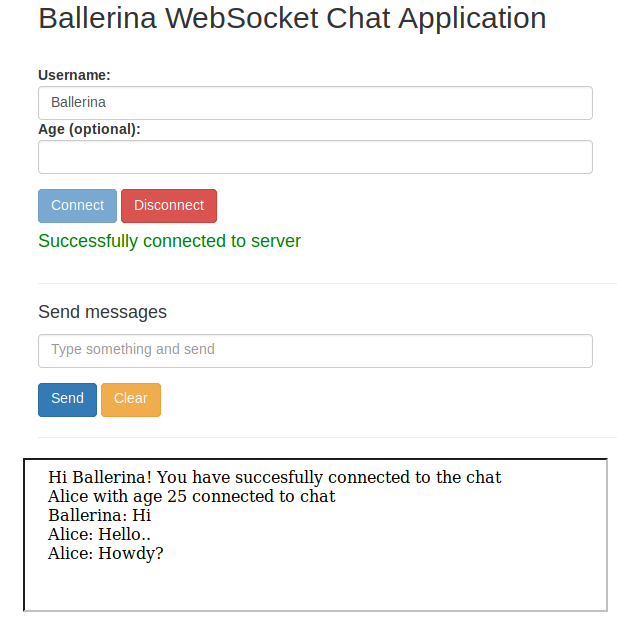 Ballerina WebSocket Chat Application
Username:
Ballerina
Age (optional):
Connect Disconnect
Successfully connected to server
Send messages
Type something and send
Send Clear
Hi Ballerina! You have succesfully connected to the chat
Alice with age 25 connected to chat
Ballerina: Hi
Alice: Hello..
Alice: Howdy?